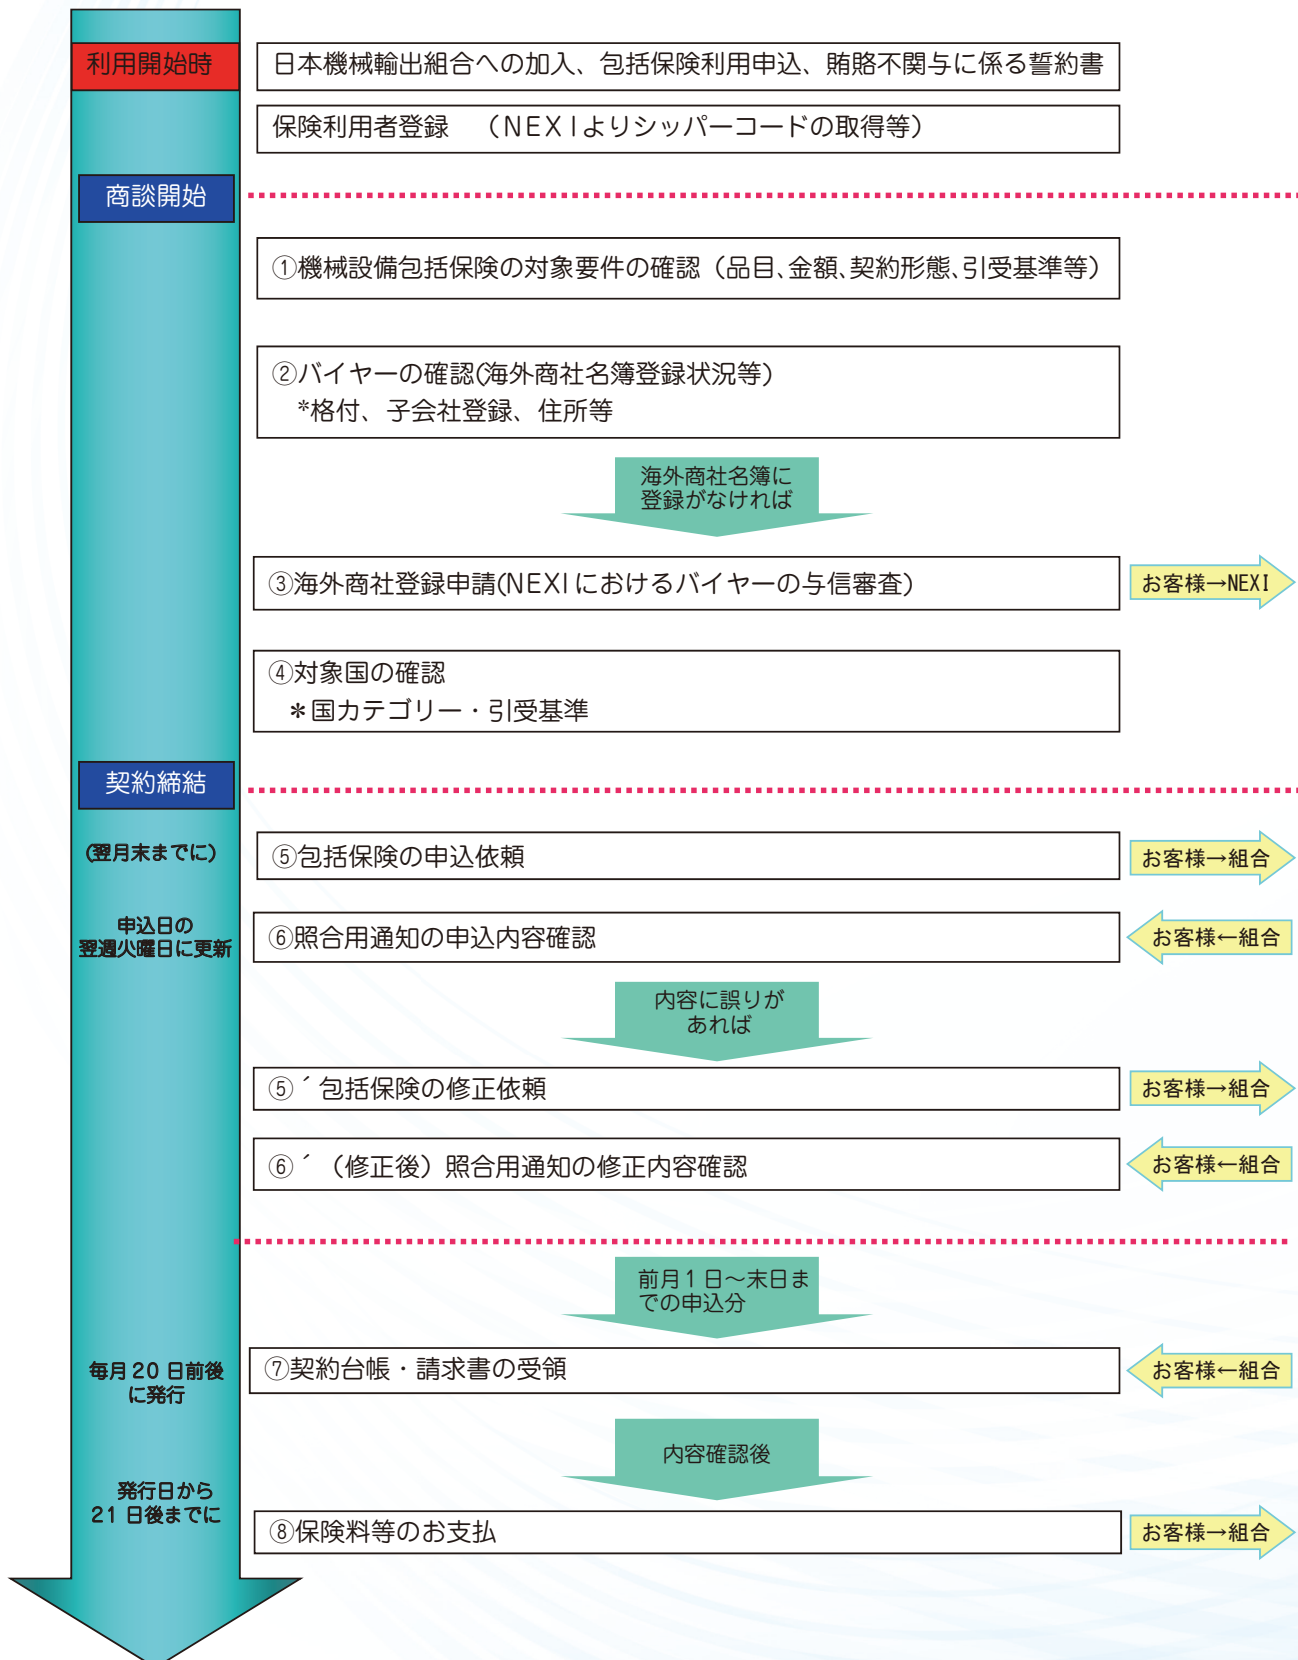 利用開始時
日本機械輸出組合への加入、包括保険利用申込、賄賂不関与に係る誓約書
保険利用者登録　（NEXIよりシッパーコードの取得等）
商談開始
①機械設備包括保険の対象要件の確認（品目、金額、契約形態、引受基準等）
②バイヤーの確認(海外商社名簿登録状況等)
*格付、子会社登録、住所等
海外商社名簿に
登録がなければ
③海外商社登録申請(NEXIにおけるバイヤーの与信審査)
お客様→NEXI
④対象国の確認
＊国カテゴリー・引受基準
契約締結
(翌月末までに)
⑤包括保険の申込依頼
お客様→組合
申込日の
翌週火曜日に更新
⑥照合用通知の申込内容確認
お客様←組合
内容に誤りが
あれば
⑤´包括保険の修正依頼
お客様→組合
⑥´（修正後）照合用通知の修正内容確認
お客様←組合
前月１日～末日ま
での申込分
毎月20 日前後
に発行
⑦契約台帳・請求書の受領
お客様←組合
内容確認後
発行日から
21 日後までに
⑧保険料等のお支払
お客様→組合